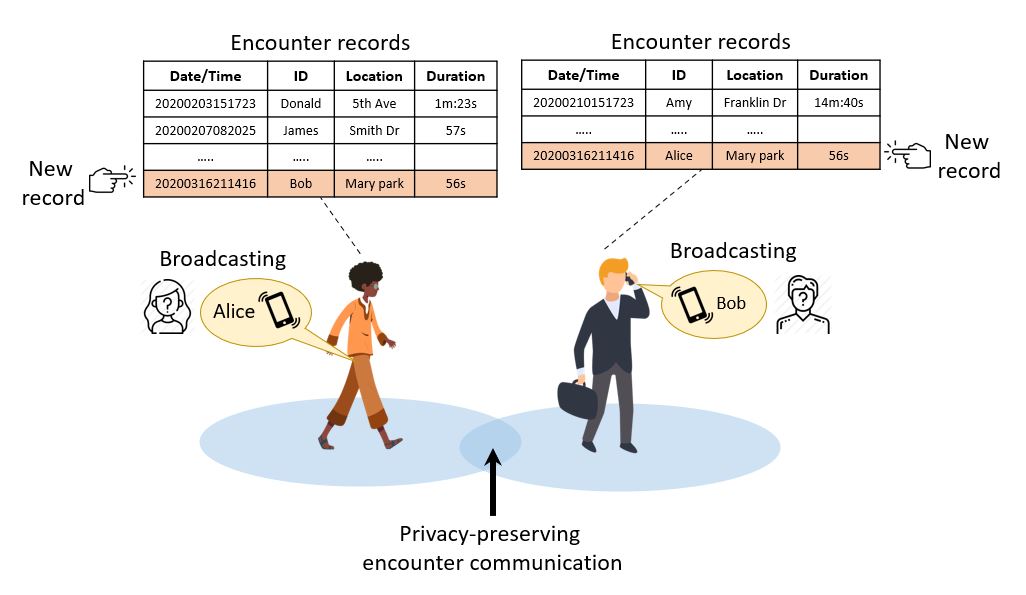 Encounter records
Date/Time ID Location Duration
20200203151723 Donald 5th Ave 1m:23s
20200207082025 James Smith Dr 57s
..... ..... .....
20200316211416 Bob Mary park 56s
New
record
Encounter records
Date/Time ID Location Duration
20200210151723 Amy Franklin Dr 14m:40s
..... ..... .....
20200316211416 Alice Mary park 56s
New
record
Broadcasting
? Alice
Broadcasting
Bob ?
Privacy-preserving
encounter communication